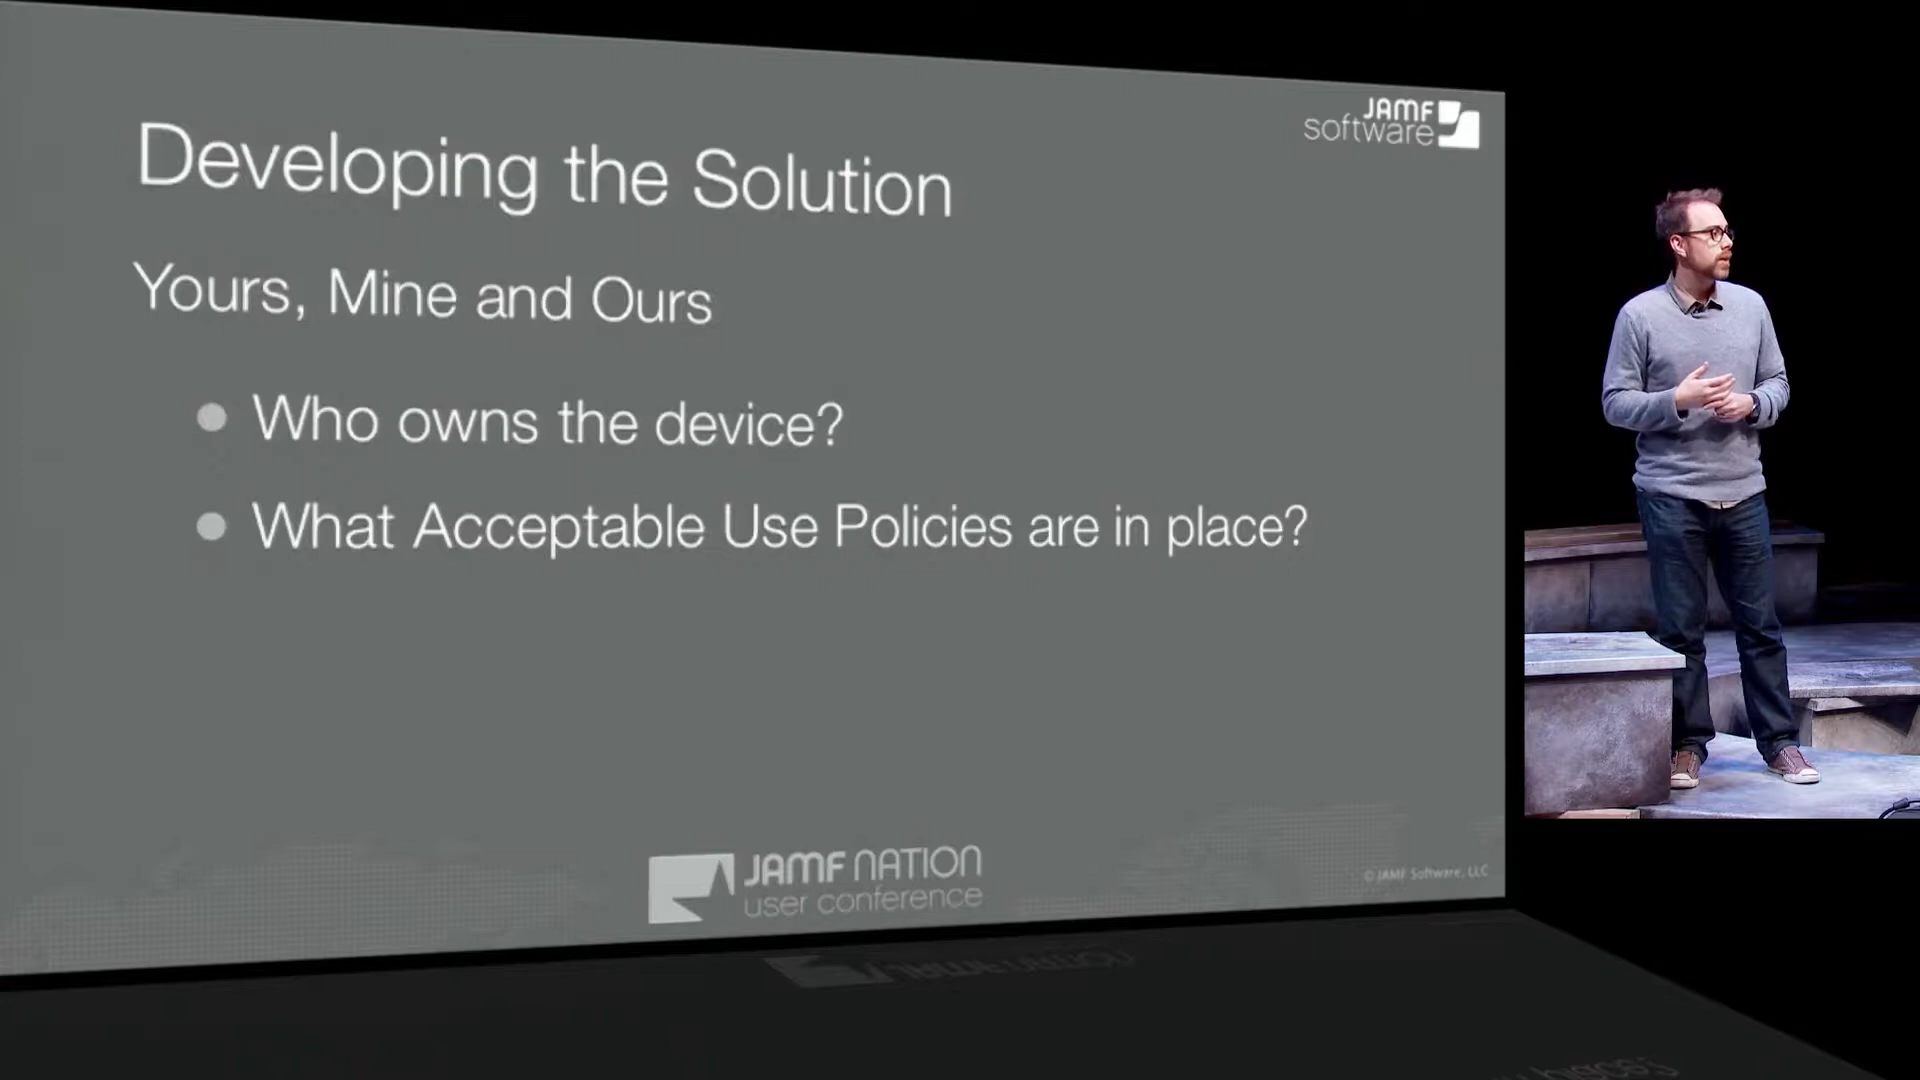 JAMF
software
Developing the Solution
Yours, Mine and Ours
Who owns the device?
What Acceptable Use Policies are in place?
JAMF NATION
user conference
© JAMF Software, LLC